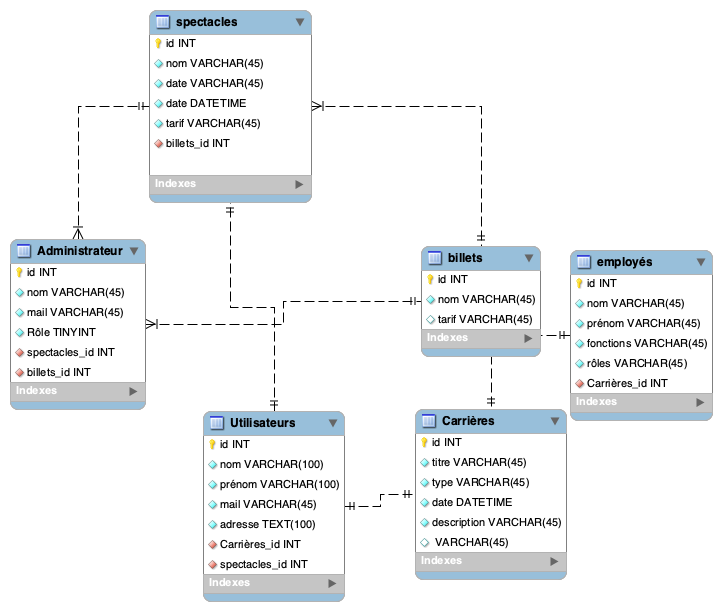 spectacles
id INT
nom VARCHAR(45)
date VARCHAR(45)
date DATETIME
tarif VARCHAR(45)
billets_id INT
Indexes
Administrateur
id INT
nom VARCHAR(45)
mail VARCHAR(45)
Rôle TINYINT
spectacles_id INT
billets_id INT
Indexes
billets
id INT
nom VARCHAR(45)
tarif VARCHAR(45)
Indexes
employés
id INT
nom VARCHAR(45)
prénom VARCHAR(45)
fonctions VARCHAR(45)
rôles VARCHAR(45)
Carrières_id INT
Indexes
Utilisateurs
id INT
nom VARCHAR(100)
prénom VARCHAR(100)
mail VARCHAR(45)
adresse TEXT(100)
Carrières_id INT
spectacles_id INT
Indexes
Carrières
id INT
titre VARCHAR(45)
type VARCHAR(45)
date DATETIME
description VARCHAR(45)
VARCHAR(45)
Indexes